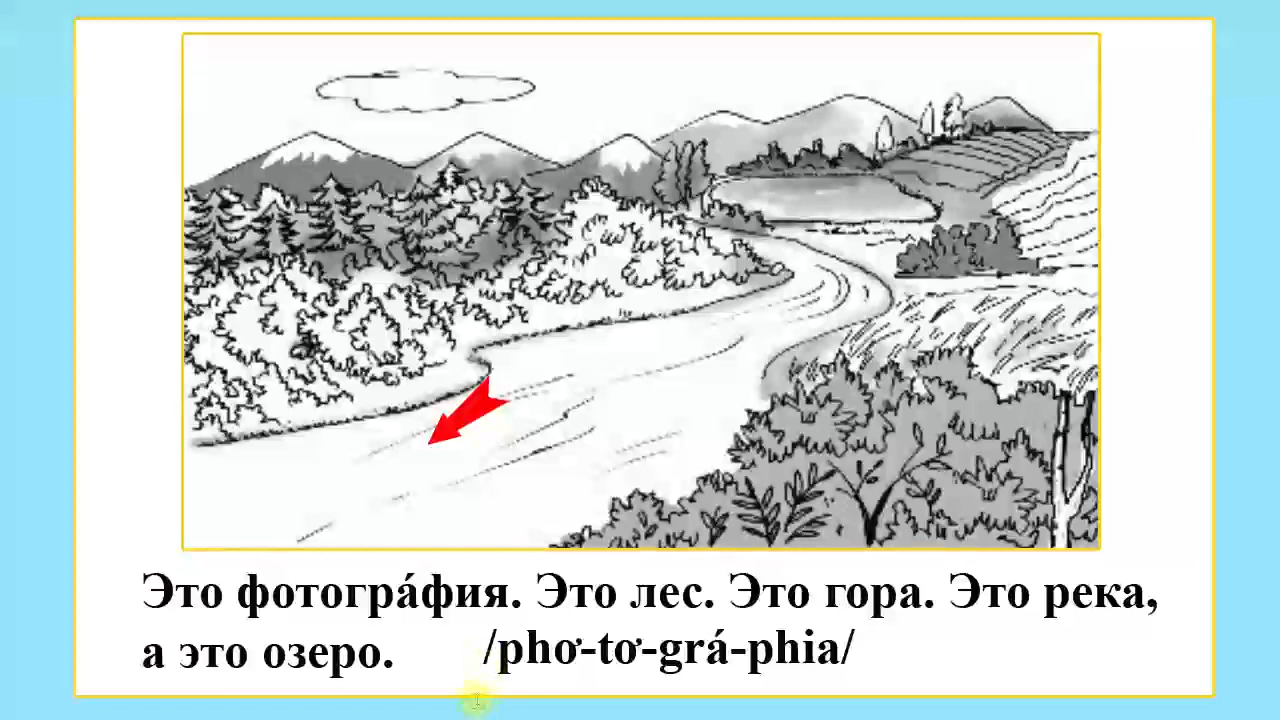 Это фотогра́фия. Это лес. Это гора. Это река,
а это озеро. /phơ-tơ-grá-phia/